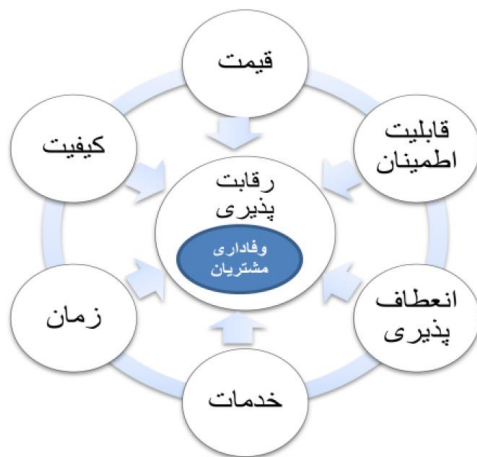 قیمت
قابلیت
اطمینان
کیفیت
رقابت
پذیری
وفاداری
مشتریان
انعطاف
پذیری
زمان
خدمات